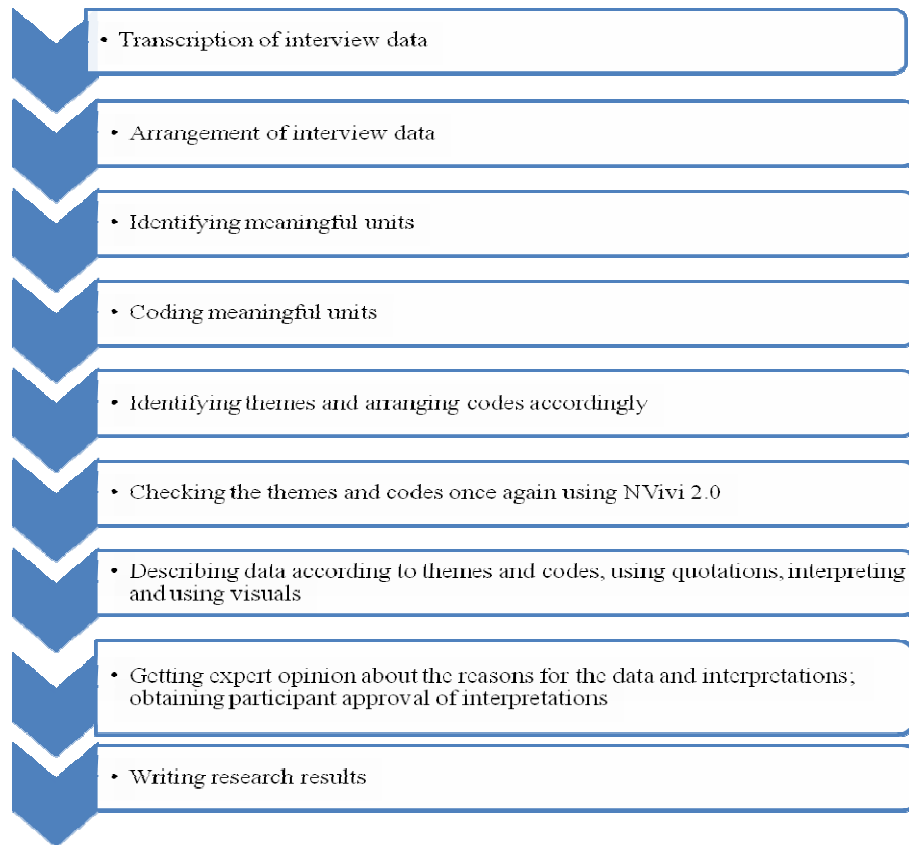 • Transcription of interview data
• Arrangement of interview data
• Identifying meaningful units
• Coding meaningful units
• Identifying themes and arranging codes accordingly
• Checking the themes and codes once again using NVivi 2.0
• Describing data according to themes and codes, using quotations, interpreting
and using visuals
• Getting expert opinion about the reasons for the data and interpretations;
obtaining participant approval of interpretations
• Writing research results